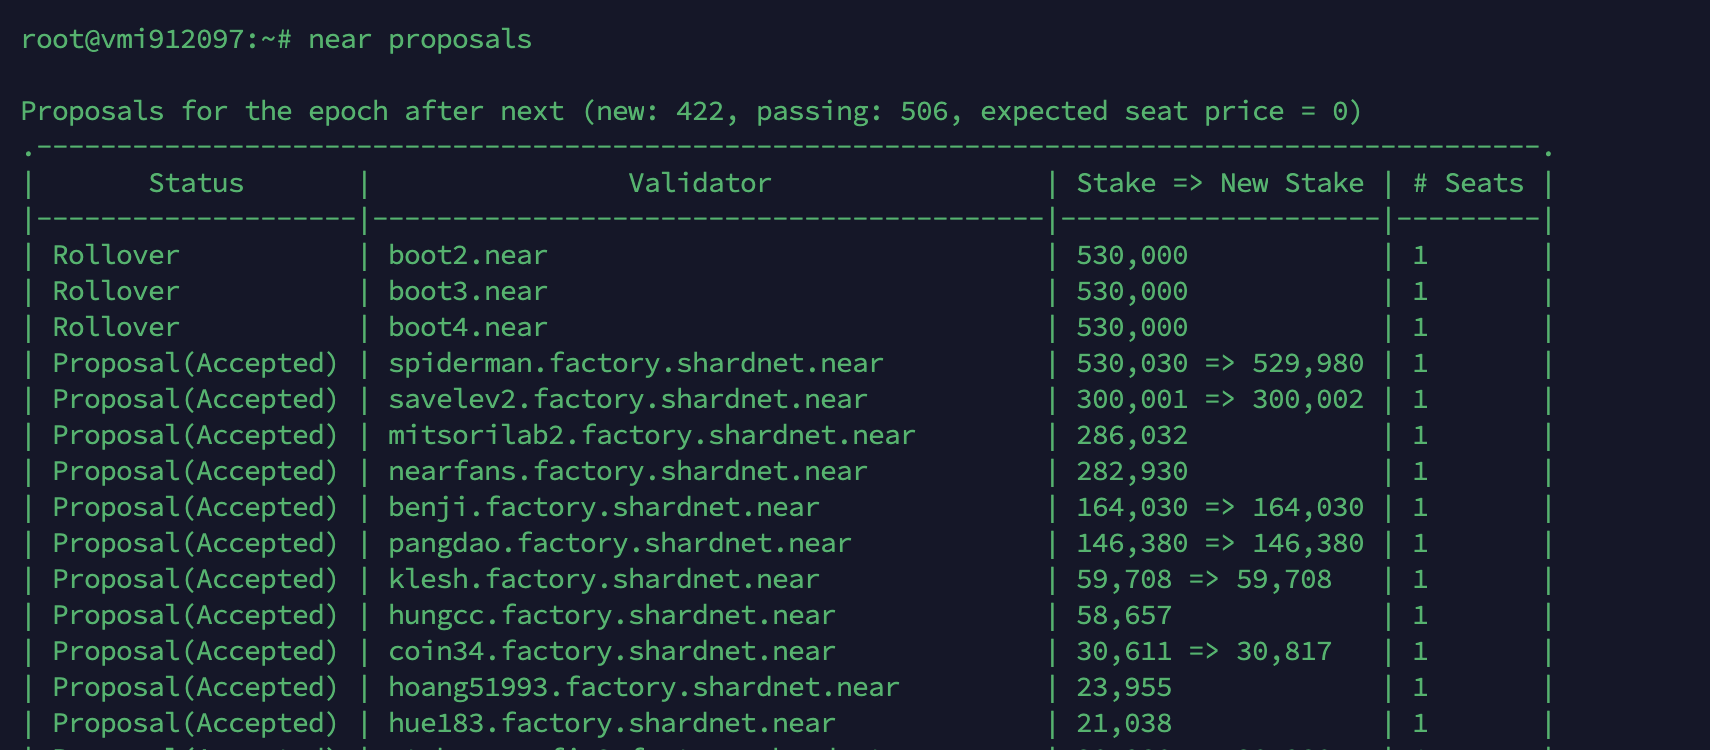 root@vmi912097:~# near proposals
Proposals for the epoch after next (new: 422, passing: 506, expected seat price = 0)
.----------------------------------------------------------------------------------------------.
| Status | Validator | Stake => New Stake | # Seats |
|--------------------|------------------------------------------|--------------------|---------|
| Rollover | boot2.near | 530,000 | 1 |
| Rollover | boot3.near | 530,000 | 1 |
| Rollover | boot4.near | 530,000 | 1 |
| Proposal(Accepted) | spiderman.factory.shardnet.near | 530,030 => 529,980 | 1 |
| Proposal(Accepted) | savelev2.factory.shardnet.near | 300,001 => 300,002 | 1 |
| Proposal(Accepted) | mitsorilab2.factory.shardnet.near | 286,032 | 1 |
| Proposal(Accepted) | nearfans.factory.shardnet.near | 282,930 | 1 |
| Proposal(Accepted) | benji.factory.shardnet.near | 164,030 => 164,030 | 1 |
| Proposal(Accepted) | pangdao.factory.shardnet.near | 146,380 => 146,380 | 1 |
| Proposal(Accepted) | klesh.factory.shardnet.near | 59,708 => 59,708 | 1 |
| Proposal(Accepted) | hungcc.factory.shardnet.near | 58,657 | 1 |
| Proposal(Accepted) | coin34.factory.shardnet.near | 30,611 => 30,817 | 1 |
| Proposal(Accepted) | hoang51993.factory.shardnet.near | 23,955 | 1 |
| Proposal(Accepted) | hue183.factory.shardnet.near | 21,038 | 1 |